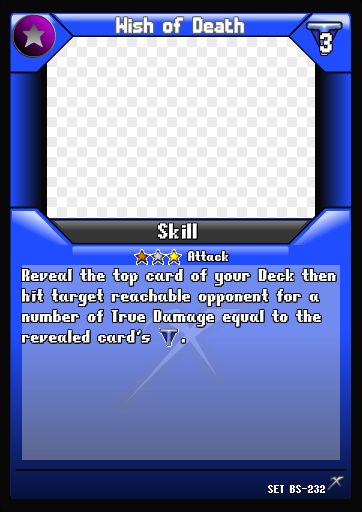 Wish of Death
3
Skill
Attack
Reveal the top card of your Deck then
hit target reachable opponent for a
number of True Damage equal to the
revealed card's .
SET BS-232